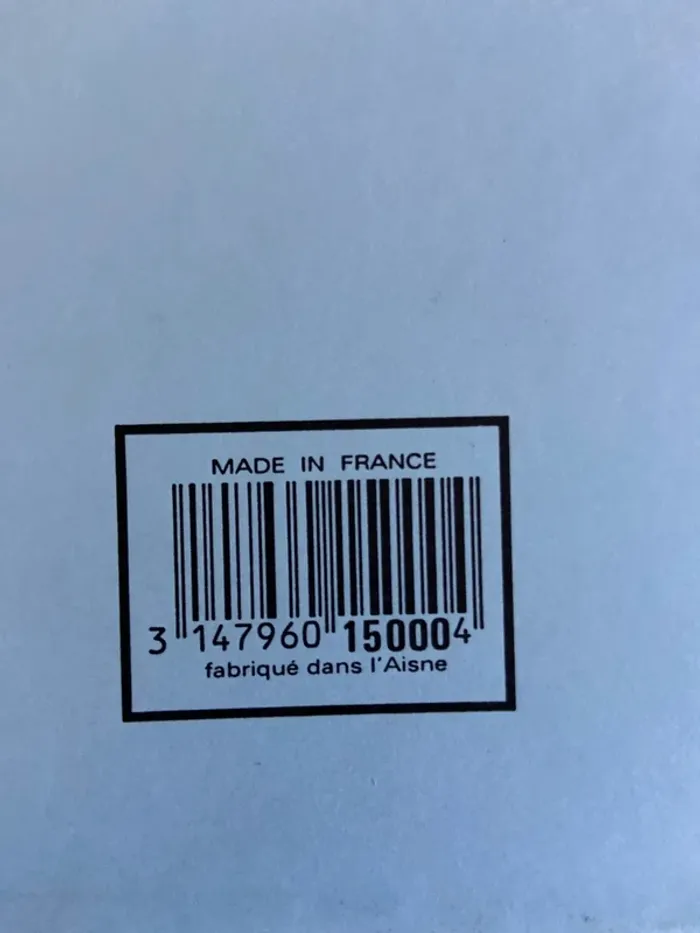 MADE IN FRANCE
3 147960 150004
fabriqué dans l'Aisne